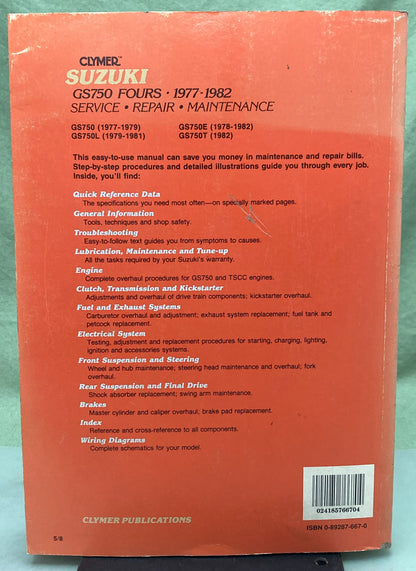 CLYMER™
SUZUKI
GS750 FOURS • 1977-1982
SERVICE • REPAIR • MAINTENANCE
GS750 (1977-1979) GS750E (1978-1982)
GS750L (1979-1981) GS750T (1982)
This easy-to-use manual can save you money in maintenance and repair bills.
Step-by-step procedures and detailed illustrations guide you through every job.
Inside, you'll find:
Quick Reference Data
The specifications you need most often—on specially marked pages.
General Information
Tools, techniques and shop safety.
Troubleshooting
Easy-to-follow text guides you from symptoms to causes.
Lubrication, Maintenance and Tune-up
All the tasks required by your Suzuki's warranty.
Engine
Complete overhaul procedures for GS750 and TSCC engines.
Clutch, Transmission and Kickstarter
Adjustments and overhaul of drive train components; kickstarter overhaul.
Fuel and Exhaust Systems
Carburetor overhaul and adjustment; exhaust system replacement; fuel tank and
petcock replacement.
Electrical System
Testing, adjustment and replacement procedures for starting, charging, lighting,
ignition and accessories systems.
Front Suspension and Steering
Wheel and hub maintenance; steering head maintenance and overhaul; fork
overhaul.
Rear Suspension and Final Drive
Shock absorber replacement; swing arm maintenance.
Brakes
Master cylinder and caliper overhaul; brake pad replacement.
Index
Reference and cross-reference to all components.
Wiring Diagrams
Complete schematics for your model.
024185766704
ISBN 0-89287-667-0
CLYMER PUBLICATIONS
5/8